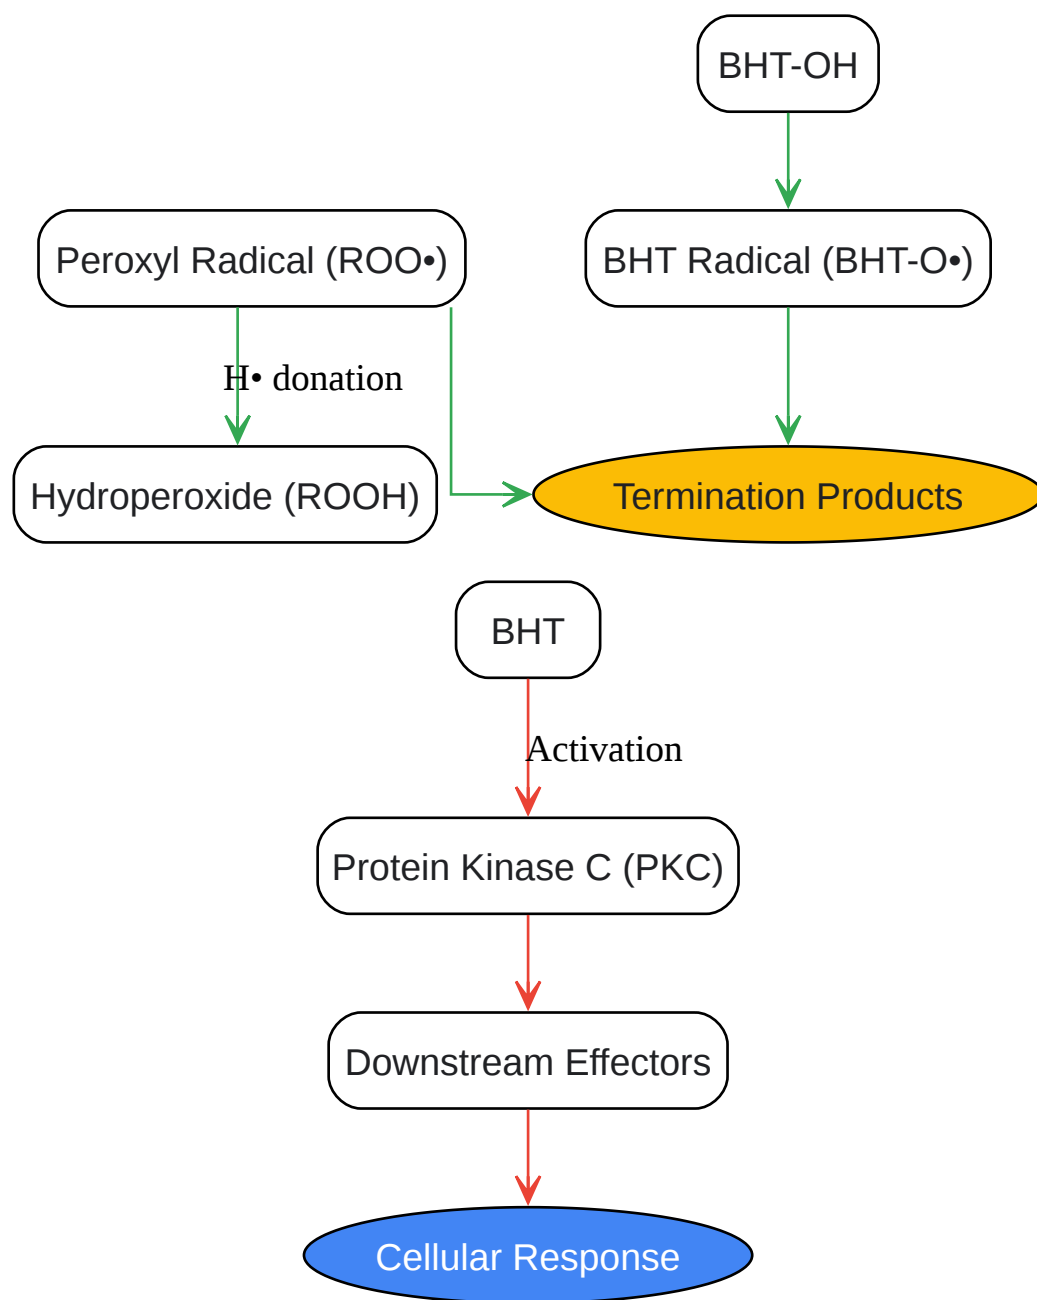 BHT-OH
Peroxyl Radical (ROO•)
BHT Radical (BHT-O•)
H• donation
Hydroperoxide (ROOH)
Termination Products
BHT
Activation
Protein Kinase C (PKC)
Downstream Effectors
Cellular Response